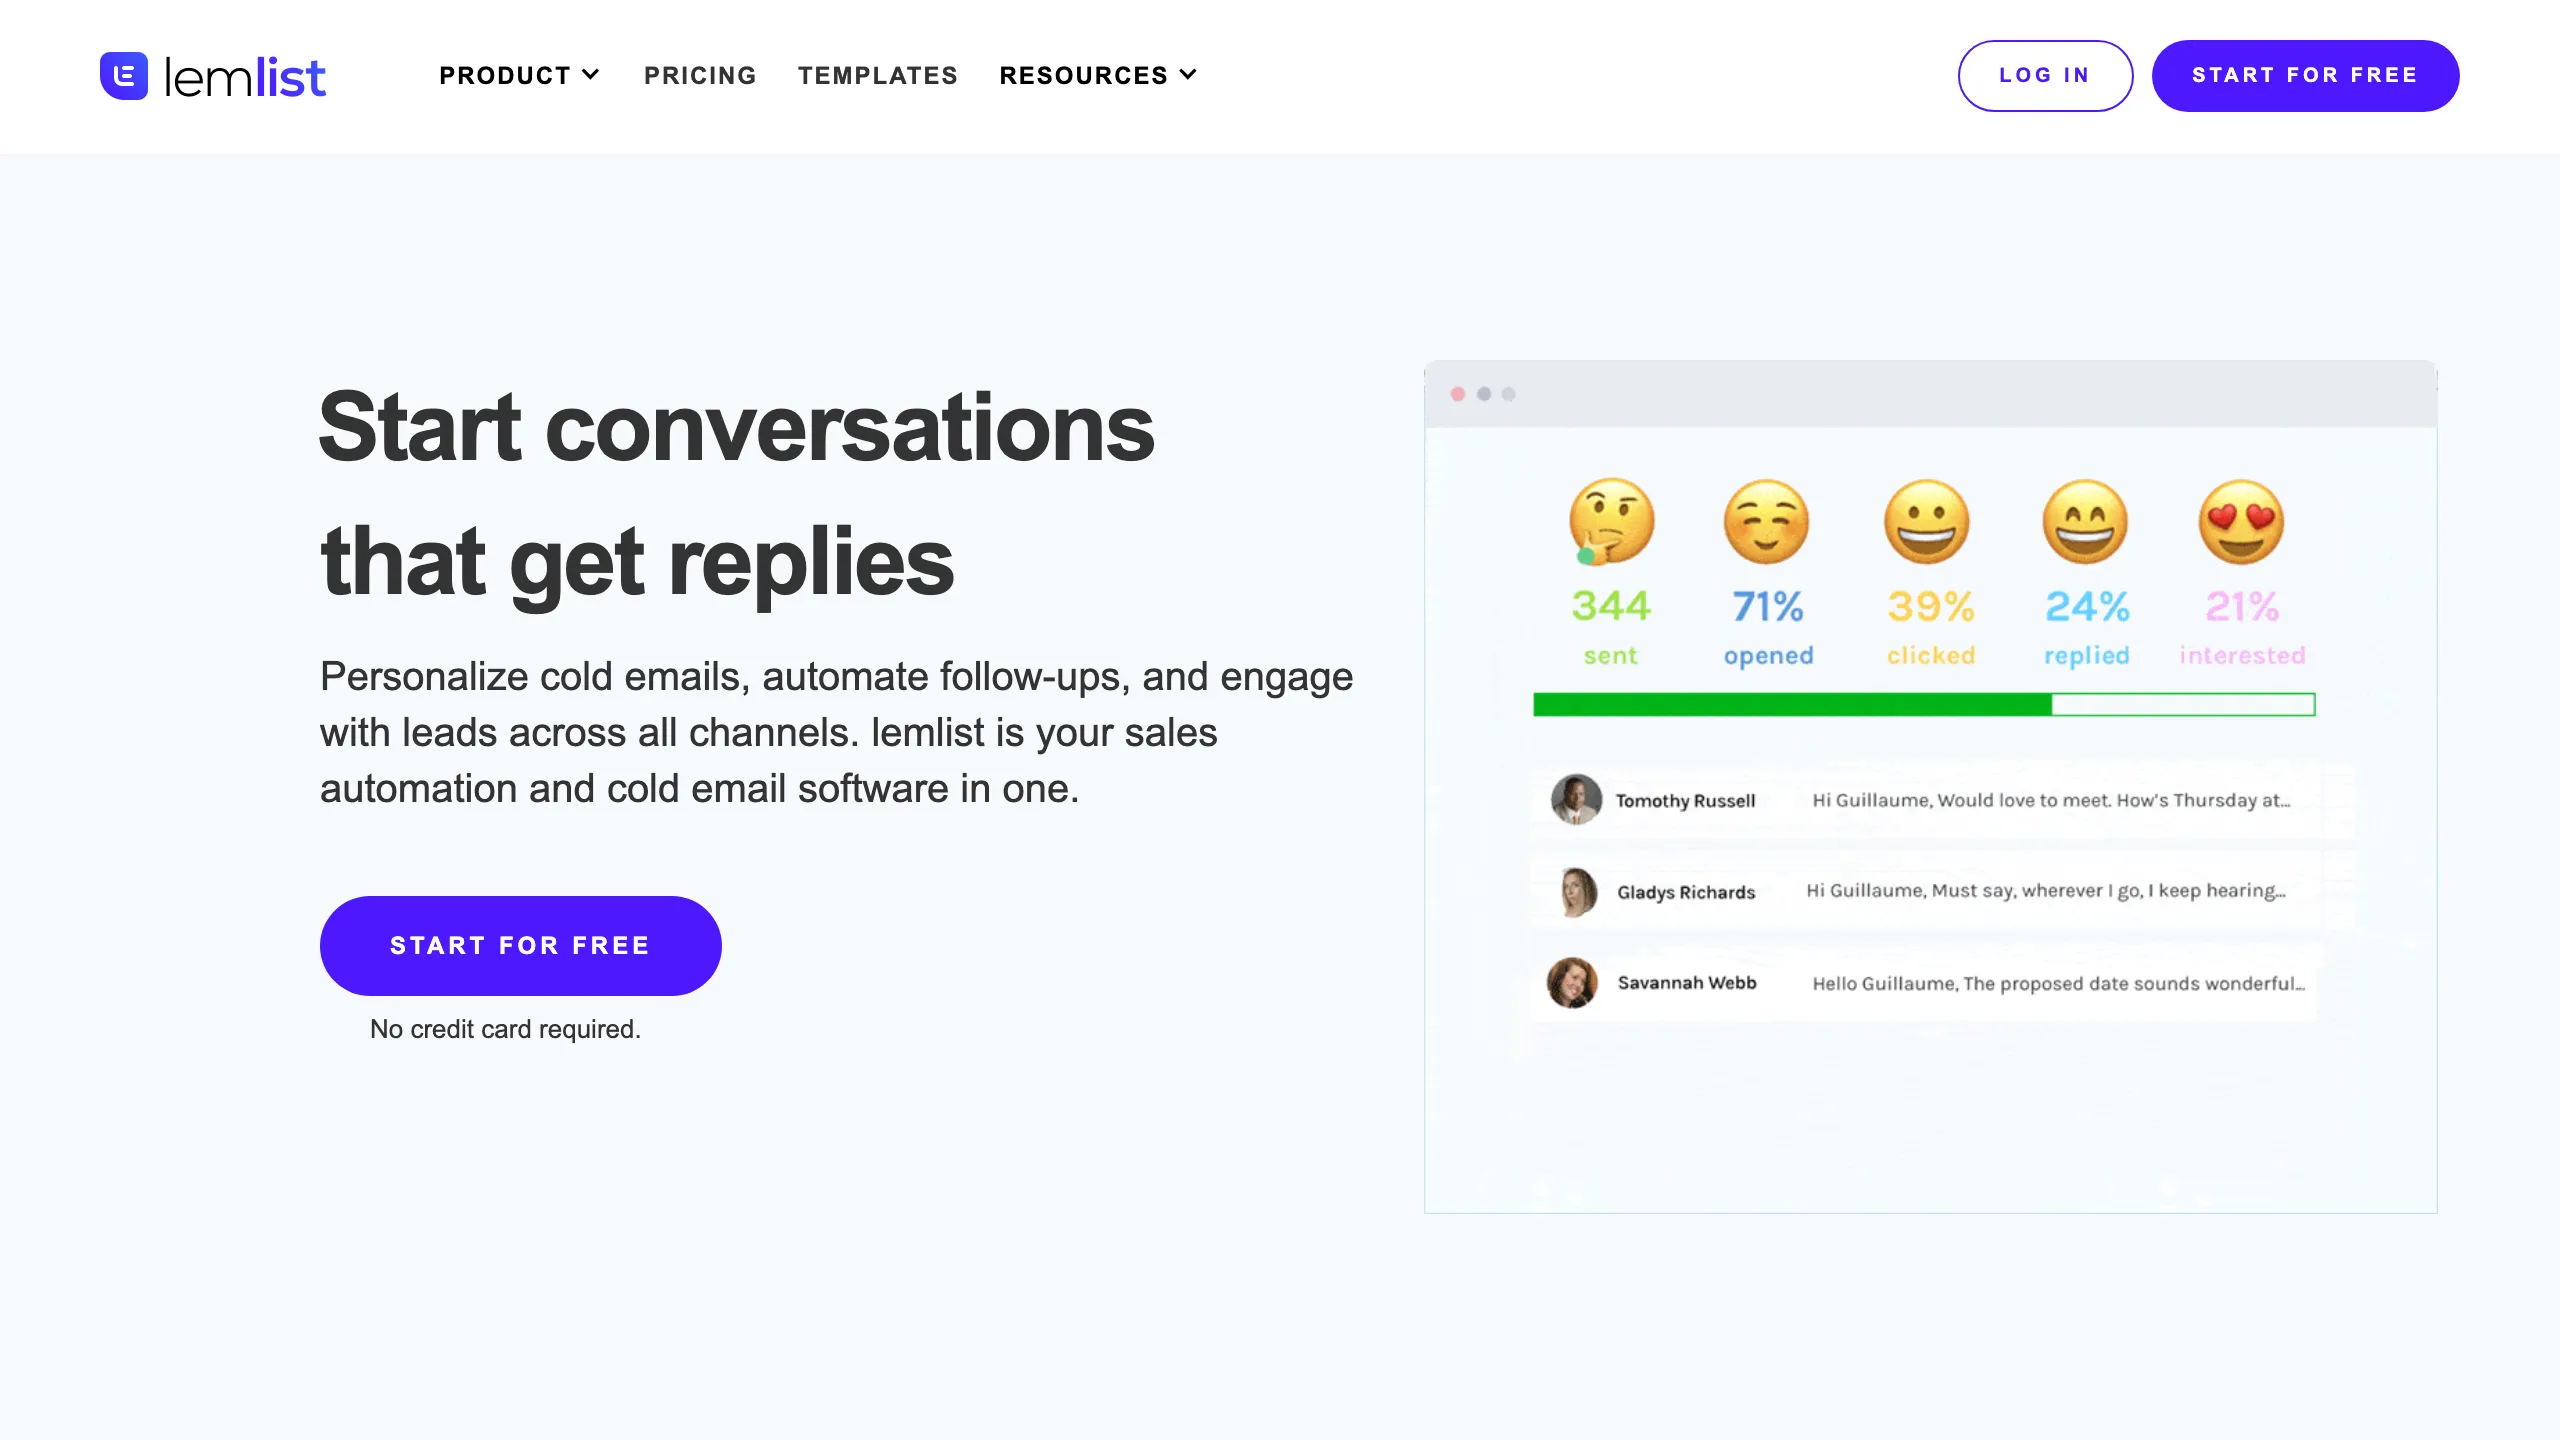 lemlist
PRODUCT
PRICING
TEMPLATES
RESOURCES
LOG IN
START FOR FREE
Start conversations
that get replies
Personalize cold emails, automate follow-ups, and engage
with leads across all channels. lemlist is your sales
automation and cold email software in one.
START FOR FREE
No credit card required.
344 71% 39% 24% 21%
sent opened clicked replied interested
Tomothy Russell Hi Guillaume, Would love to meet. How's Thursday at...
Gladys Richards Hi Guillaume, Must say, wherever I go, I keep hearing...
Savannah Webb Hello Guillaume, The proposed date sounds wonderful...